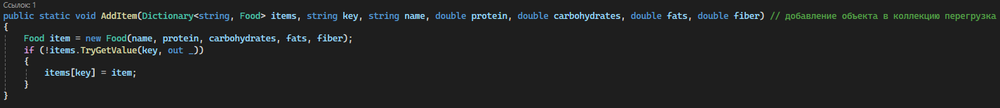 Ссылок: 1
public static void AddItem(Dictionary<string, Food> items, string key, string name, double protein, double carbohydrates, double fats, double fiber) // добавление объекта в коллекцию перегрузка
{
    Food item = new Food(name, protein, carbohydrates, fats, fiber);
    if (!items.TryGetValue(key, out _))
    {
        items[key] = item;
    }
}